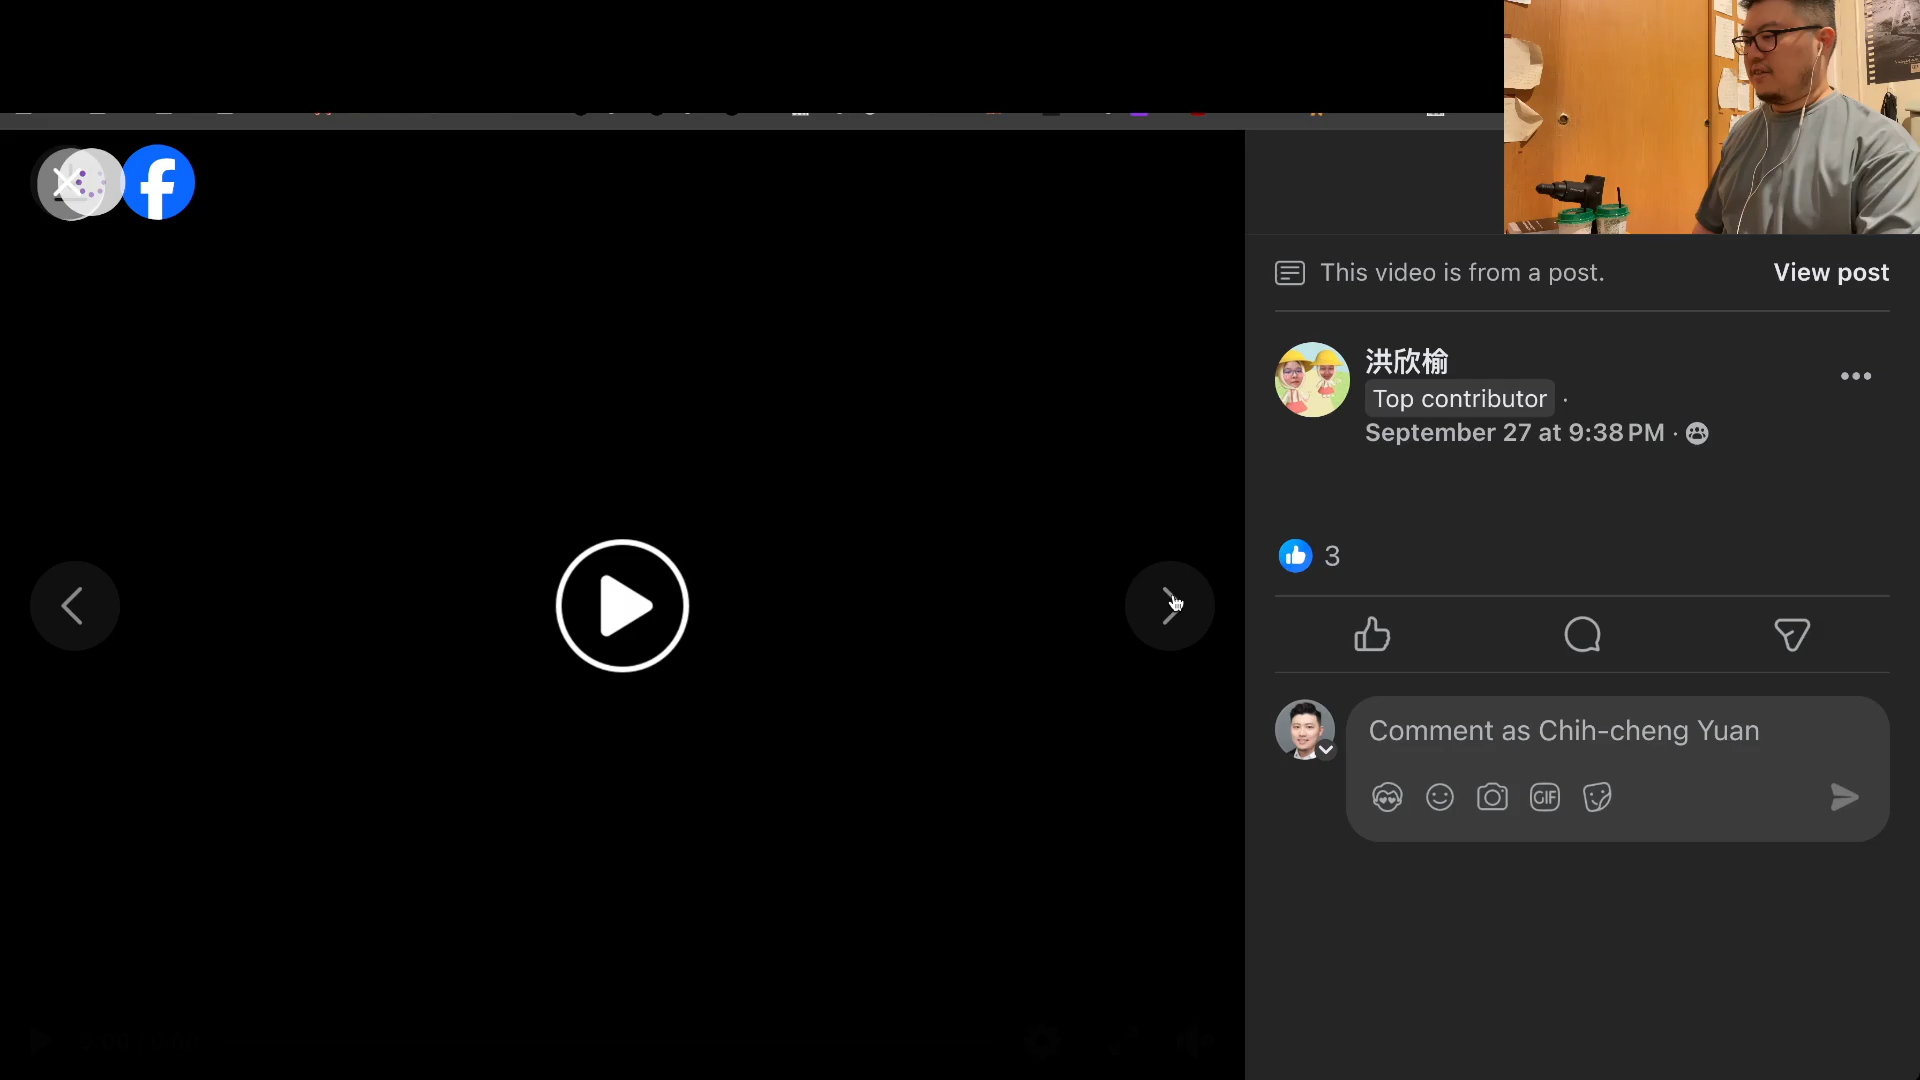 This video is from a post.
View post
洪欣榆
Top contributor ·
September 27 at 9:38 PM ·
3
Comment as Chih-cheng Yuan
GIF